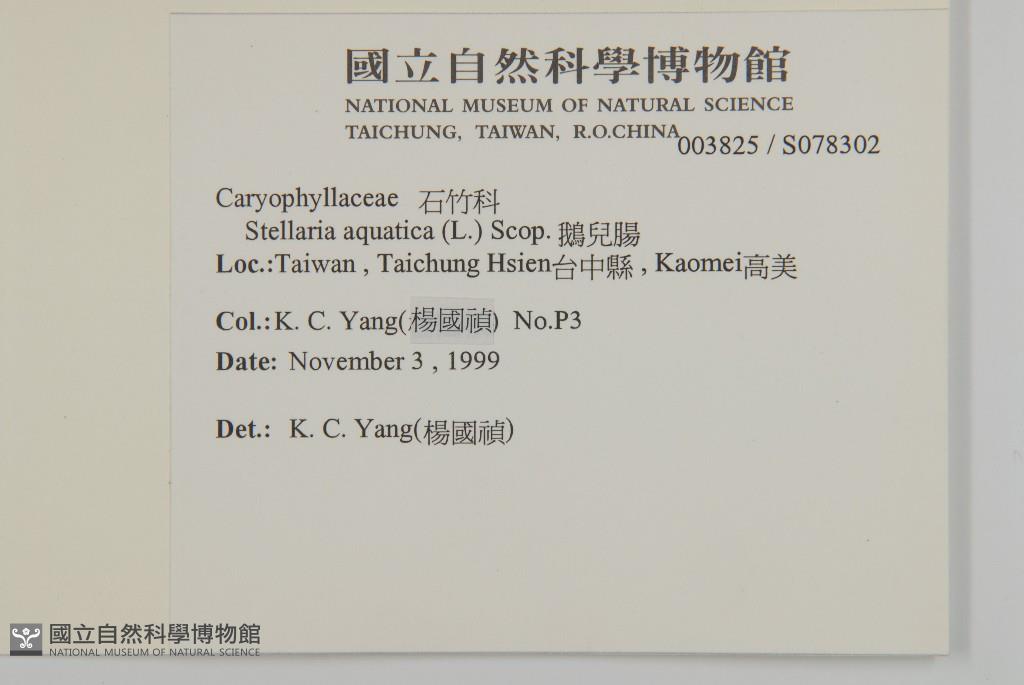 國立自然科學博物館
NATIONAL MUSEUM OF NATURAL SCIENCE
TAICHUNG, TAIWAN, R.O.CHINA
003825 / S078302
Caryophyllaceae 石竹科
Stellaria aquatica (L.) Scop. 鵝兒腸
Loc.:Taiwan , Taichung Hsien台中縣 , Kaomei高美
Col.:K. C. Yang(楊國禎) No.P3
Date: November 3 , 1999
Det.: K. C. Yang(楊國禎)
國立自然科學博物館
NATIONAL MUSEUM OF NATURAL SCIENCE